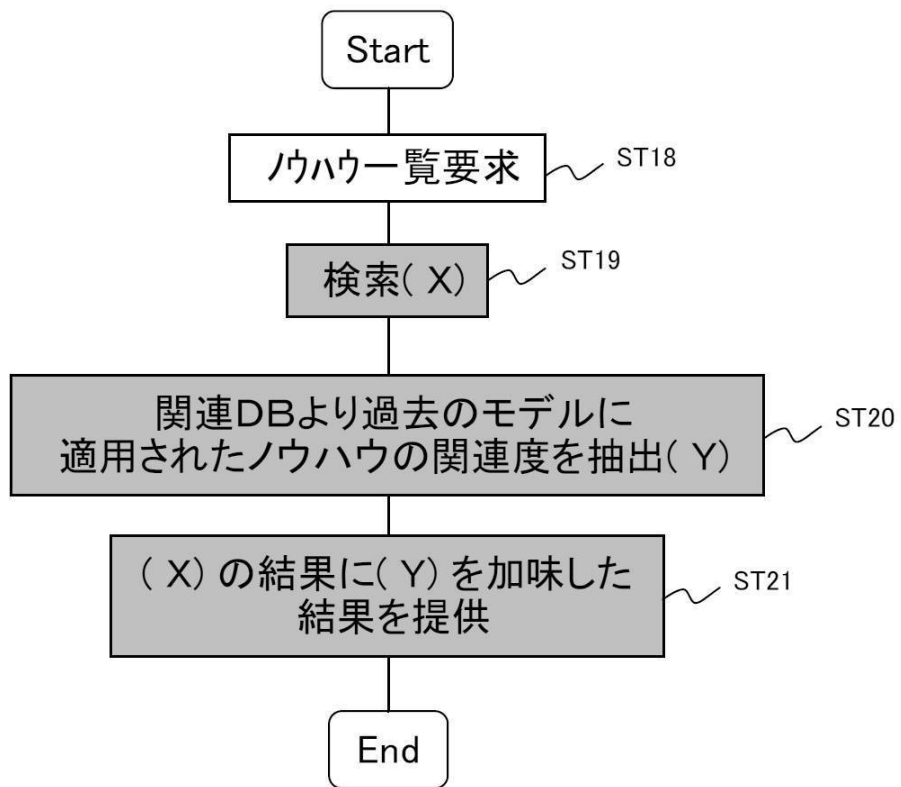 Start
ノウハウ一覧要求
ST18
検索(X)
ST19
関連DBより過去のモデルに
適用されたノウハウの関連度を抽出(Y)
ST20
(X)の結果に(Y)を加味した
結果を提供
ST21
End